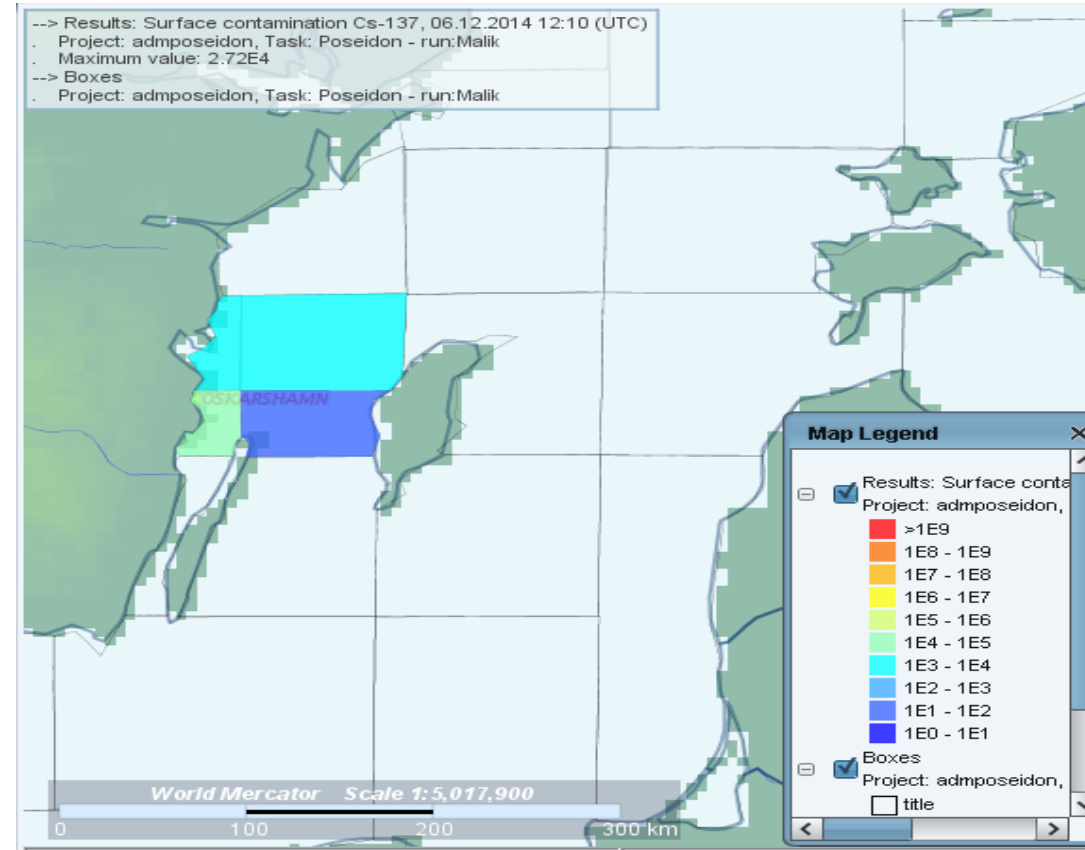 --> Results: Surface contamination Cs-137, 06.12.2014 12:10 (UTC)
. Project: admposeidon, Task: Poseidon - run:Malik
. Maximum value: 2.72E4
--> Boxes
. Project: admposeidon, Task: Poseidon - run:Malik
OSKARSHAMN
Map Legend
Results: Surface conta
Project: admposeidon,
>1E9
1E8 - 1E9
1E7 - 1E8
1E6 - 1E7
1E5 - 1E6
1E4 - 1E5
1E3 - 1E4
1E2 - 1E3
1E1 - 1E2
1E0 - 1E1
Boxes
Project: admposeidon,
title
World Mercator Scale 1:5,017,900
0 100 200 300 km